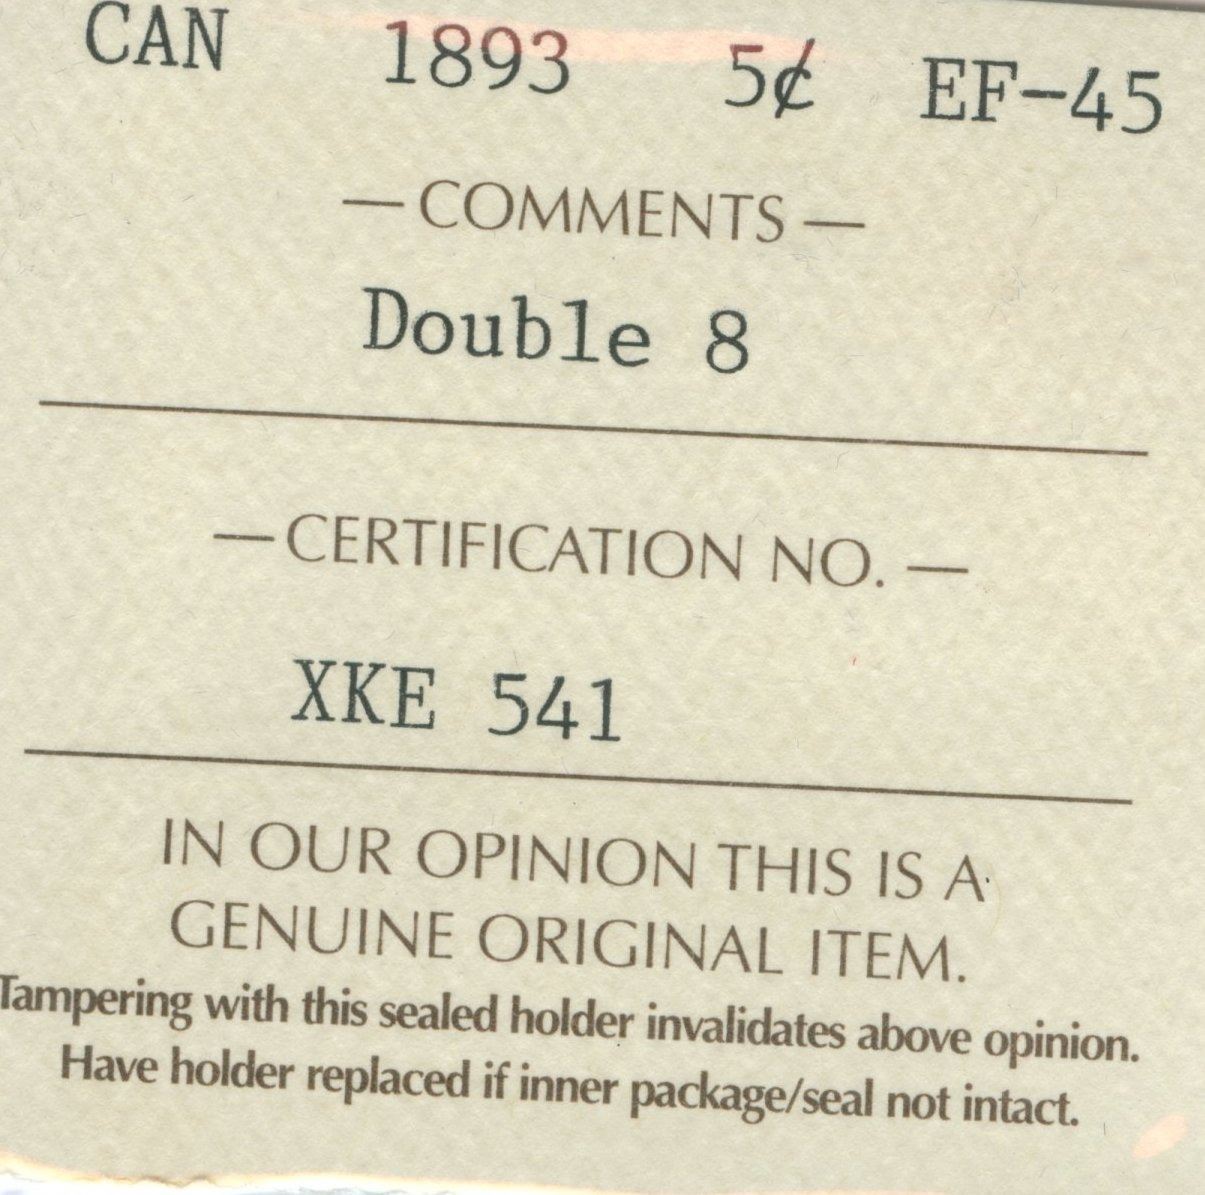 CAN 1893 5¢ EF-45
— COMMENTS —
Double 8
— CERTIFICATION NO. —
XKE 541
IN OUR OPINION THIS IS A
GENUINE ORIGINAL ITEM.
Tampering with this sealed holder invalidates above opinion.
Have holder replaced if inner package/seal not intact.